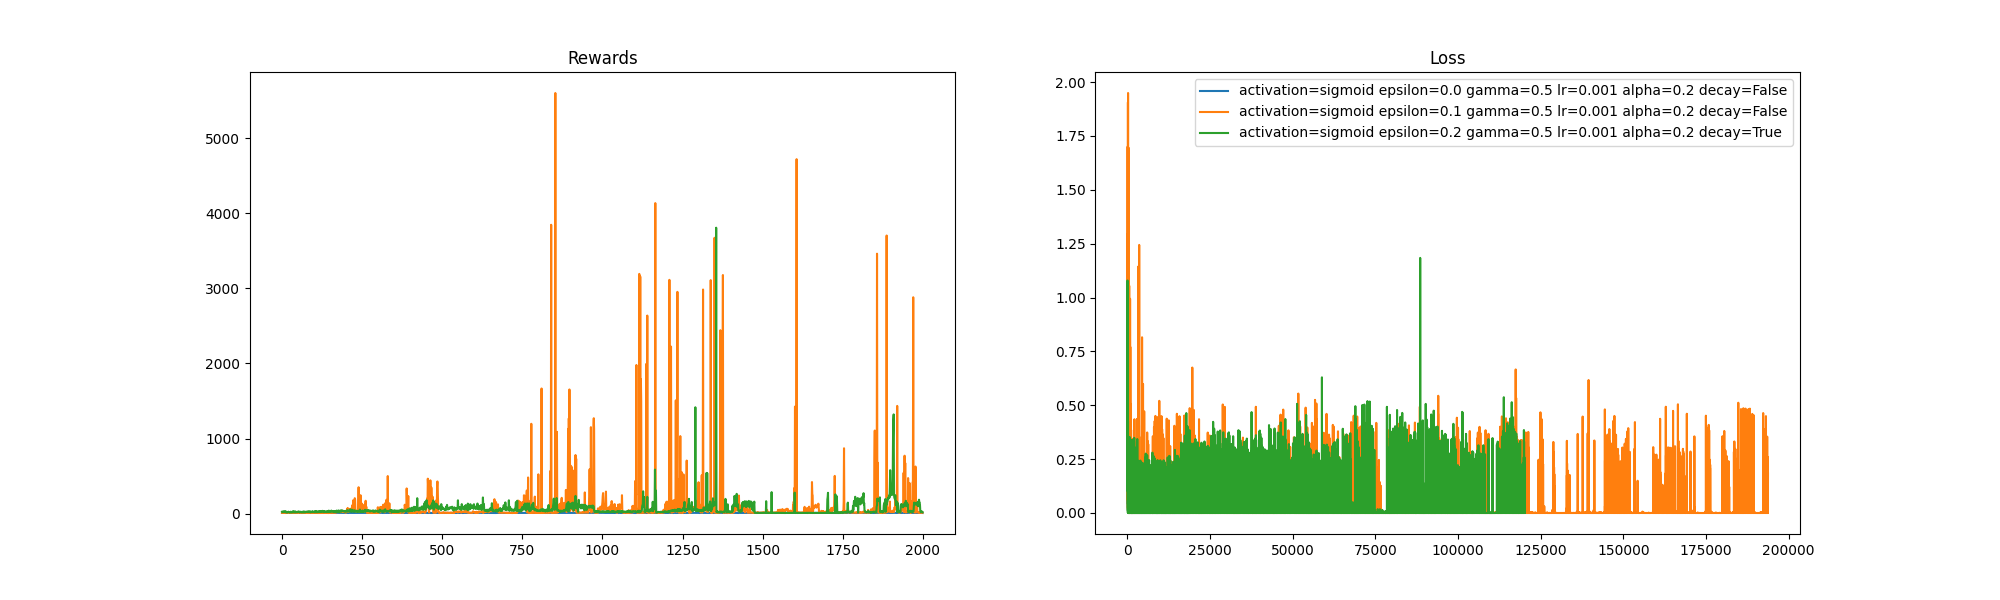 Rewards
5000
4000
3000
2000
1000
0
0 250 500 750 1000 1250 1500 1750 2000
Loss
2.00
1.75
1.50
1.25
1.00
0.75
0.50
0.25
0.00
0 25000 50000 75000 100000 125000 150000 175000 200000
activation=sigmoid epsilon=0.0 gamma=0.5 lr=0.001 alpha=0.2 decay=False
activation=sigmoid epsilon=0.1 gamma=0.5 lr=0.001 alpha=0.2 decay=False
activation=sigmoid epsilon=0.2 gamma=0.5 lr=0.001 alpha=0.2 decay=True